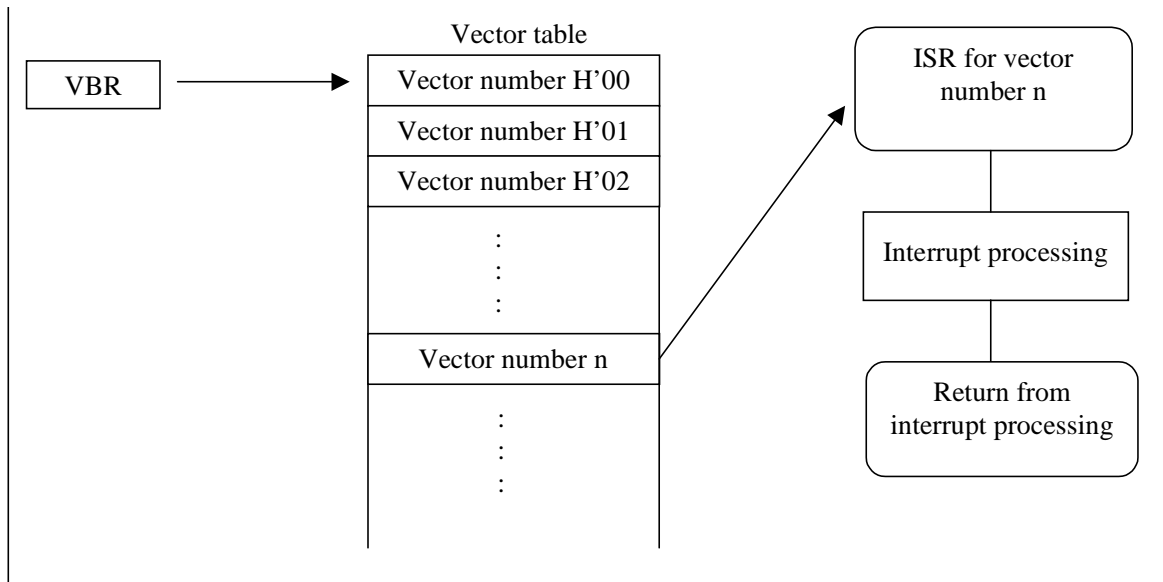 Vector table
VBR
Vector number H’00
Vector number H’01
Vector number H’02
:
:
:
Vector number n
:
:
:
ISR for vector
number n
Interrupt processing
Return from
interrupt processing